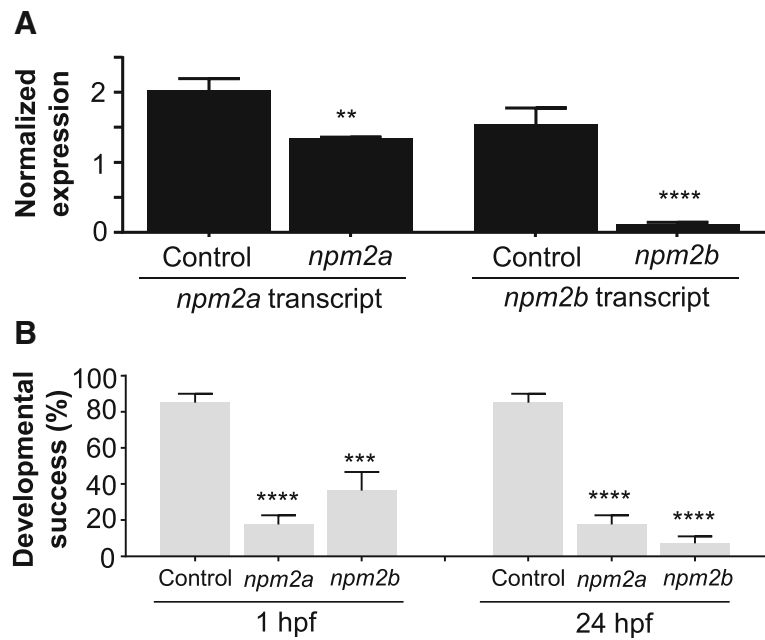 A
Normalized
expression
2
1
0
**
****
Control
npm2a
Control
npm2b
npm2a transcript
npm2b transcript
B
Developmental
success (%)
100
80
60
40
20
0
****
***
****
****
Control
npm2a
npm2b
Control
npm2a
npm2b
1 hpf
24 hpf